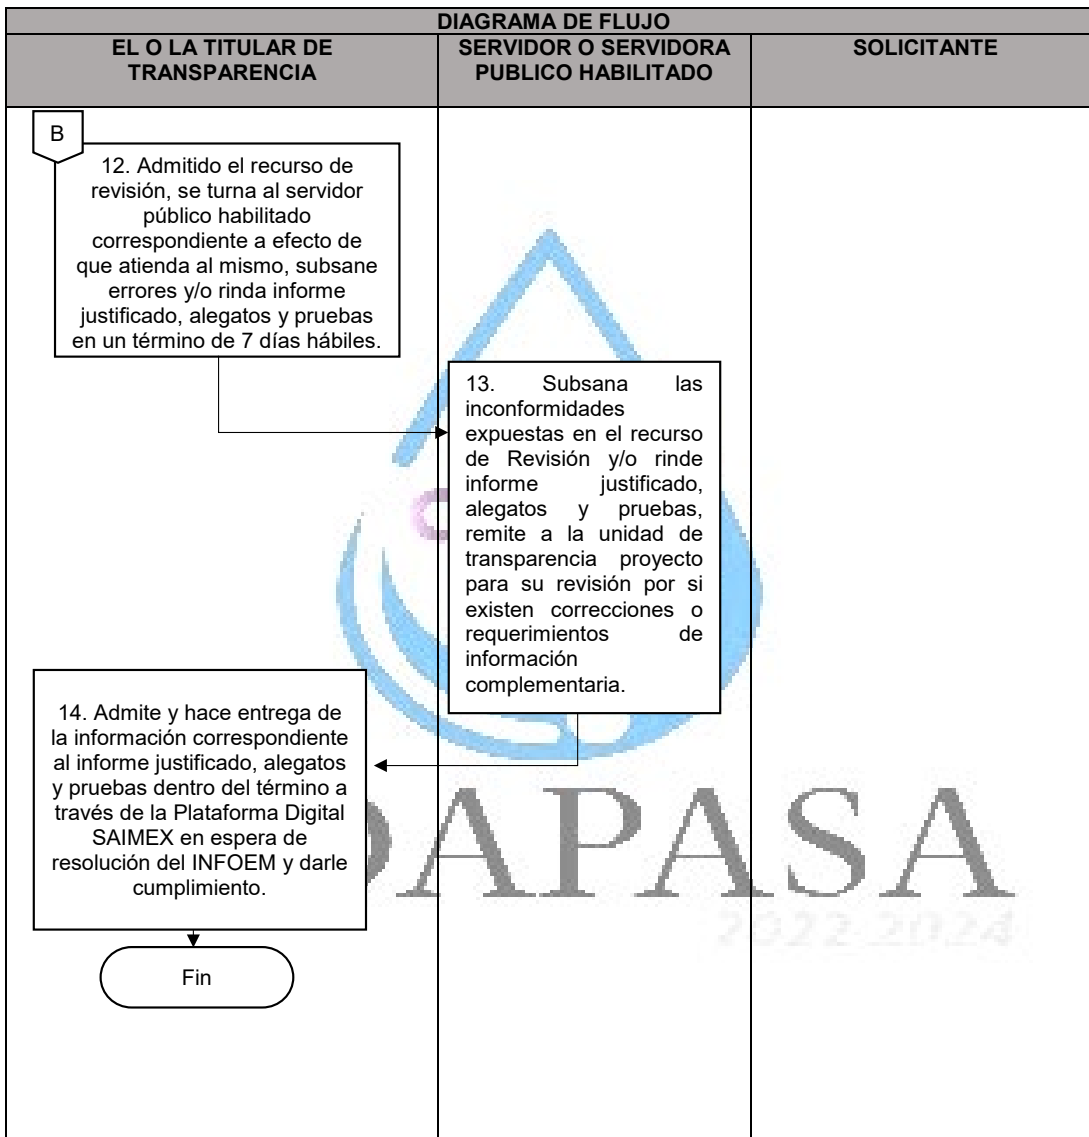 DIAGRAMA DE FLUJO
EL O LA TITULAR DE
TRANSPARENCIA
SERVIDOR O SERVIDORA
PUBLICO HABILITADO
SOLICITANTE
B
12. Admitido el recurso de
revisión, se turna al servidor
público habilitado
correspondiente a efecto de
que atienda al mismo, subsane
errores y/o rinda informe
justificado, alegatos y pruebas
en un término de 7 días hábiles.
13. Subsana las
inconformidades
expuestas en el recurso
de Revisión y/o rinde
informe justificado,
alegatos y pruebas,
remite a la unidad de
transparencia proyecto
para su revisión por si
existen correcciones o
requerimientos de
información
complementaria.
14. Admite y hace entrega de
la información correspondiente
al informe justificado, alegatos
y pruebas dentro del término a
través de la Plataforma Digital
SAIMEX en espera de
resolución del INFOEM y darle
cumplimiento.
DAPASA
2022-2024
Fin